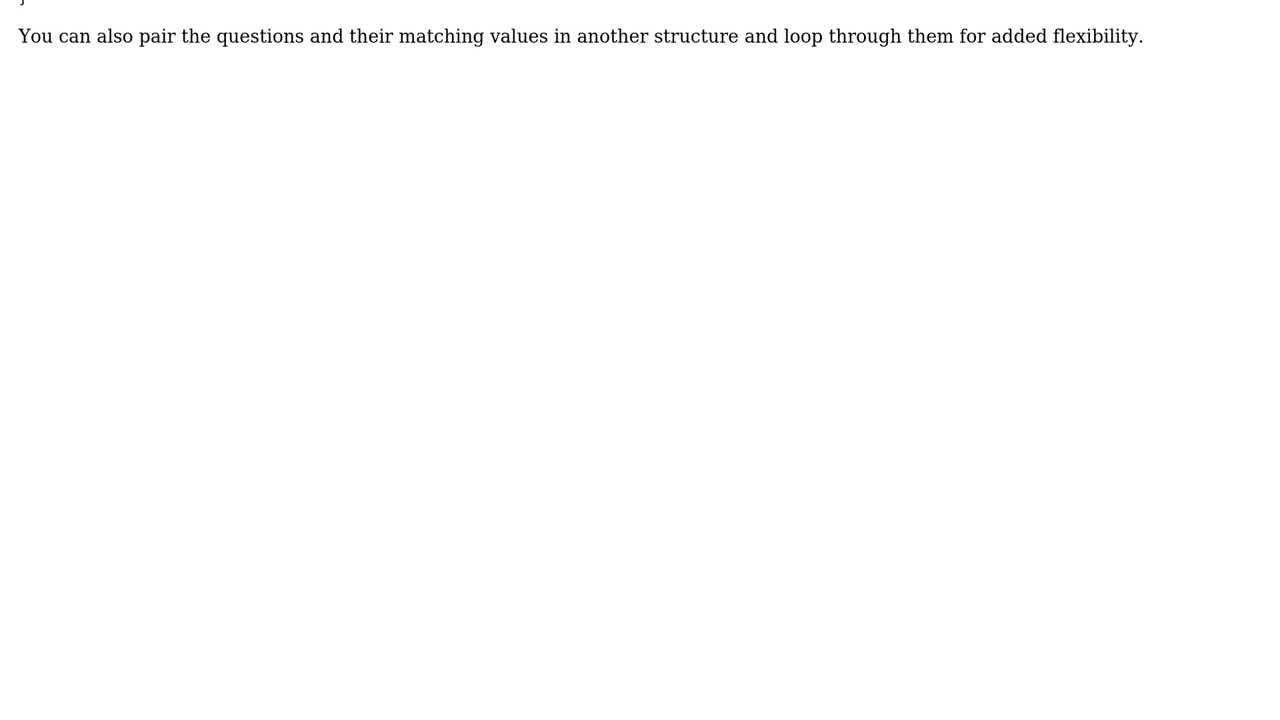 You can also pair the questions and their matching values in another structure and loop through them for added flexibility.